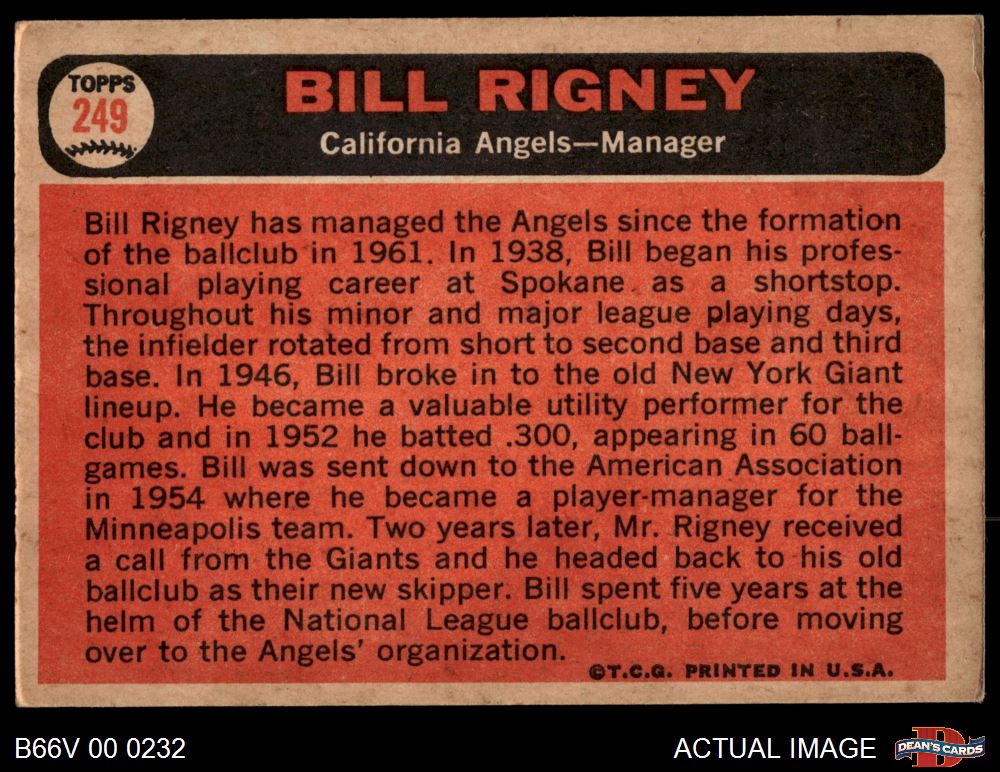 TOPPS
249
BILL RIGNEY
California Angels—Manager
Bill Rigney has managed the Angels since the formation
of the ballclub in 1961. In 1938, Bill began his profes-
sional playing career at Spokane as a shortstop.
Throughout his minor and major league playing days,
the infielder rotated from short to second base and third
base. In 1946, Bill broke in to the old New York Giant
lineup. He became a valuable utility performer for the
club and in 1952 he batted .300, appearing in 60 ball-
games. Bill was sent down to the American Association
in 1954 where he became a player-manager for the
Minneapolis team. Two years later, Mr. Rigney received
a call from the Giants and he headed back to his old
ballclub as their new skipper. Bill spent five years at the
helm of the National League ballclub, before moving
over to the Angels' organization.
©T.C.G. PRINTED IN U.S.A.
B66V 00 0232
ACTUAL IMAGE
D
DEAN'S CARDS